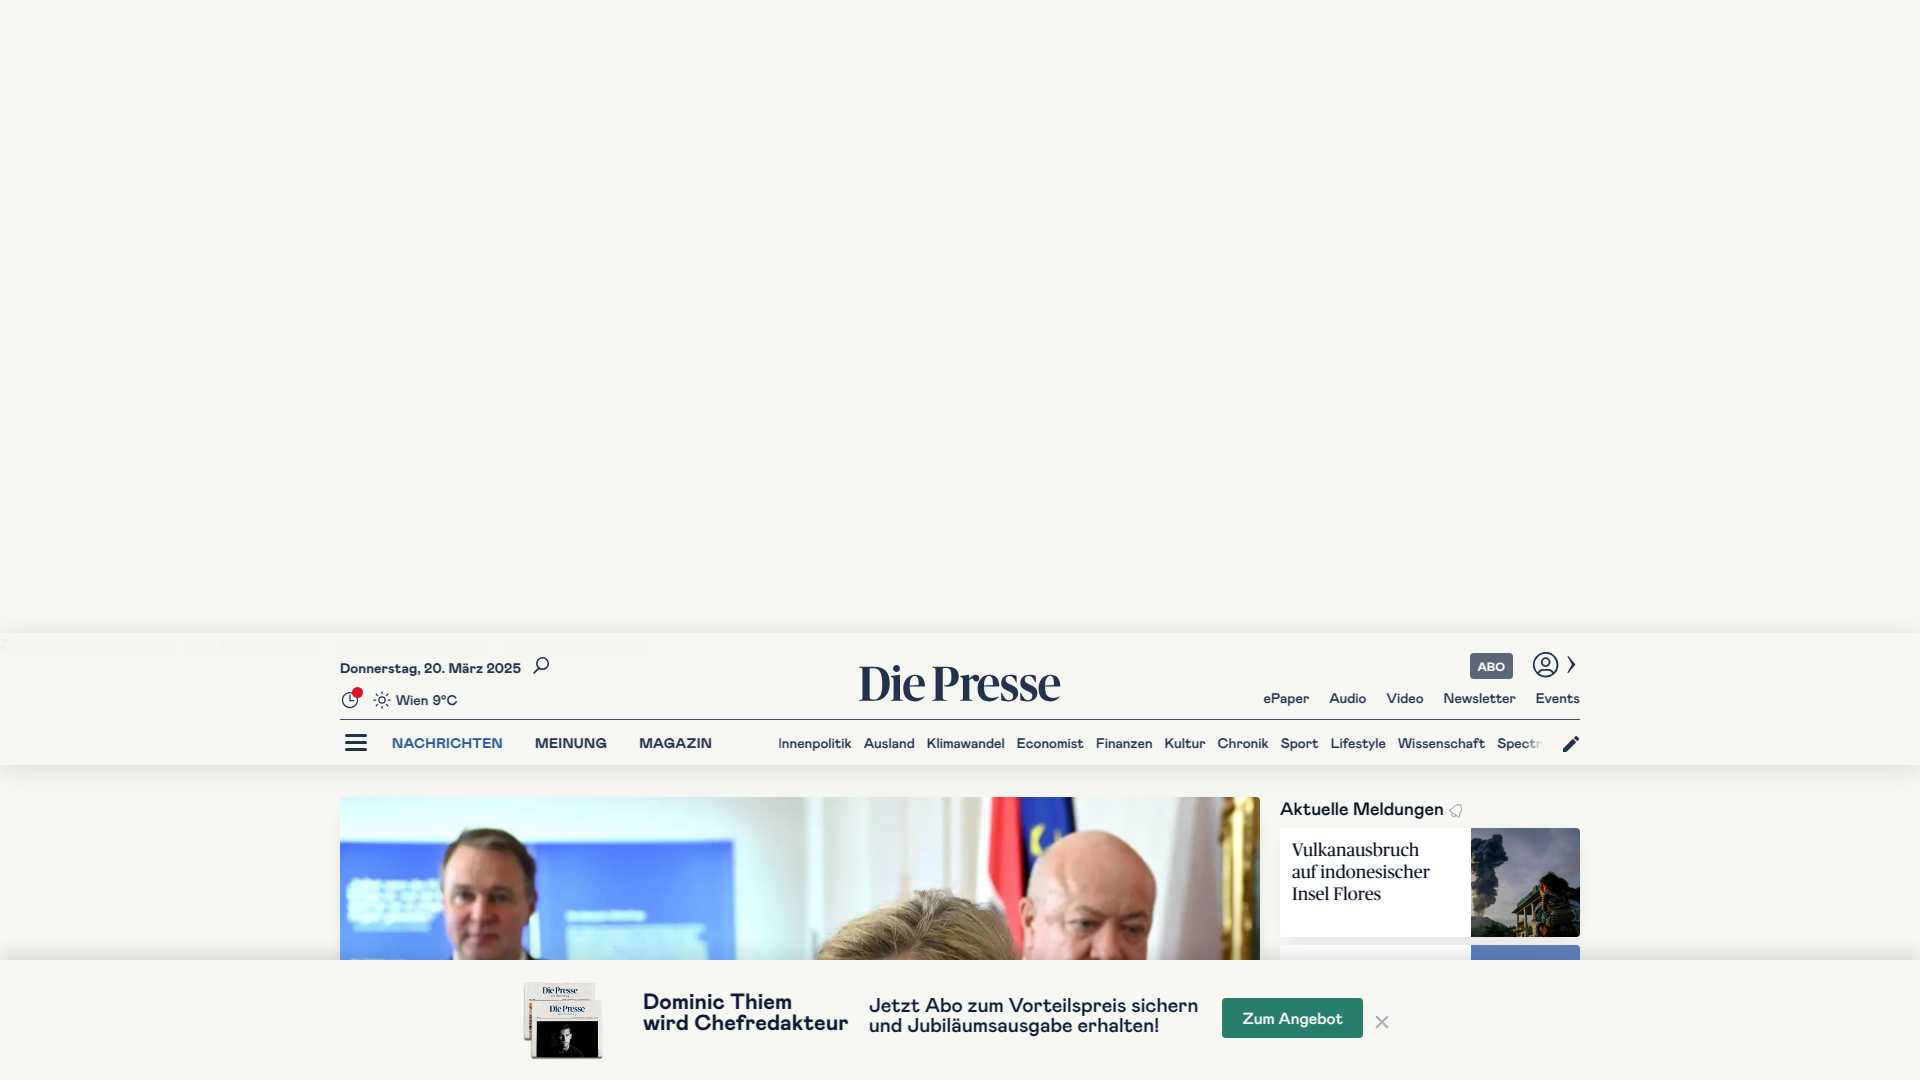 Donnerstag, 20. März 2025
Wien 9°C
Die Presse
ABO
ePaper Audio Video Newsletter Events
NACHRICHTEN MEINUNG MAGAZIN
Innenpolitik Ausland Klimawandel Economist Finanzen Kultur Chronik Sport Lifestyle Wissenschaft Spectr
Aktuelle Meldungen
Vulkanausbruch
auf indonesischer
Insel Flores
Die Presse
Die Presse
Dominic Thiem
wird Chefredakteur
Jetzt Abo zum Vorteilspreis sichern
und Jubiläumsausgabe erhalten!
Zum Angebot